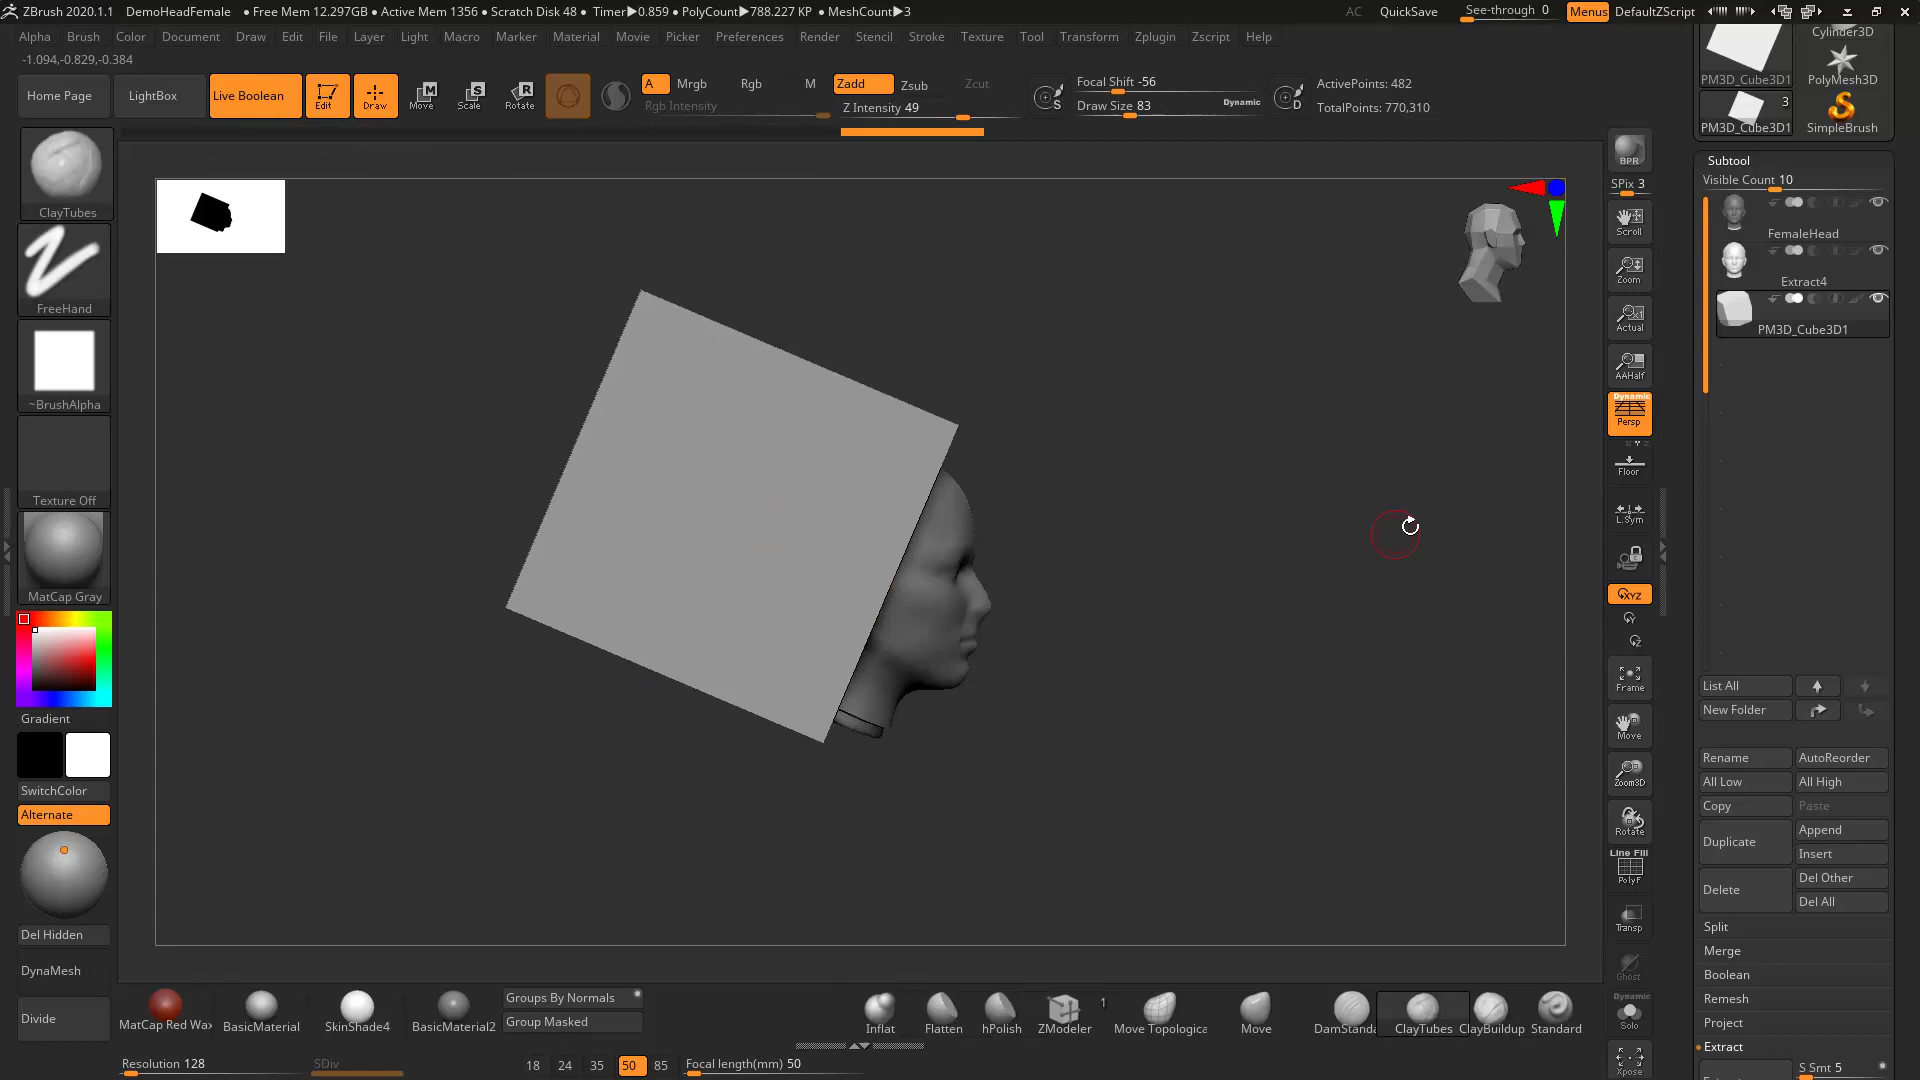 ZBrush 2020.1.1 DemoHeadFemale • Free Mem 12.297GB • Active Mem 1356 • Scratch Disk 48 • Timer▶0.859 • PolyCount▶788.227 KP • MeshCount▶3 AC QuickSave See-through 0 Menus DefaultZScript
Alpha Brush Color Document Draw Edit File Layer Light Macro Marker Material Movie Picker Preferences Render Stencil Stroke Texture Tool Transform Zplugin Zscript Help
-1.094,-0.829,-0.384
Home Page LightBox Live Boolean Edit Draw Move Scale Rotate
M S R
A Mrgb Rgb M Zadd Zsub Zcut
Rgb Intensity Z Intensity 49
Focal Shift -56
Draw Size 83 Dynamic
S D
ActivePoints: 482
TotalPoints: 770,310
ClayTubes
FreeHand
~BrushAlpha
Texture Off
MatCap Gray
Gradient
SwitchColor
Alternate
Del Hidden
DynaMesh
Divide
MatCap Red Wax BasicMaterial SkinShade4 BasicMaterial2
Groups By Normals
Group Masked
Inflat Flatten hPolish ZModeler 1 Move Topologica Move DamStanda ClayTubes ClayBuildup Standard
Resolution 128 SDiv 18 24 35 50 85 Focal length(mm) 50
BPR
SPix 3
Scroll
Zoom
Actual
AAHalf
Dynamic
Persp
Floor
L.Sym
XYZ
Y
Z
Frame
Move
Zoom3D
Rotate
Line Fill
PolyF
Transp
Ghost
Dynamic
Solo
Xpose
Cylinder3D
PM3D_Cube3D1 PolyMesh3D
3
PM3D_Cube3D1 SimpleBrush
Subtool
Visible Count 10
FemaleHead
Extract4
PM3D_Cube3D1
List All
New Folder
Rename AutoReorder
All Low All High
Copy Paste
Duplicate Append
Insert
Delete Del Other
Del All
Split
Merge
Boolean
Remesh
Project
Extract
S Smt 5